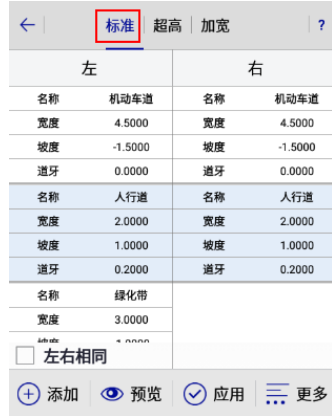 标准 超高 加宽 ?
左 右
名称 机动车道 名称 机动车道
宽度 4.5000 宽度 4.5000
坡度 -1.5000 坡度 -1.5000
道牙 0.0000 道牙 0.0000
名称 人行道 名称 人行道
宽度 2.0000 宽度 2.0000
坡度 1.0000 坡度 1.0000
道牙 0.2000 道牙 0.2000
名称 绿化带
宽度 3.0000
左右相同
添加 预览 应用 更多